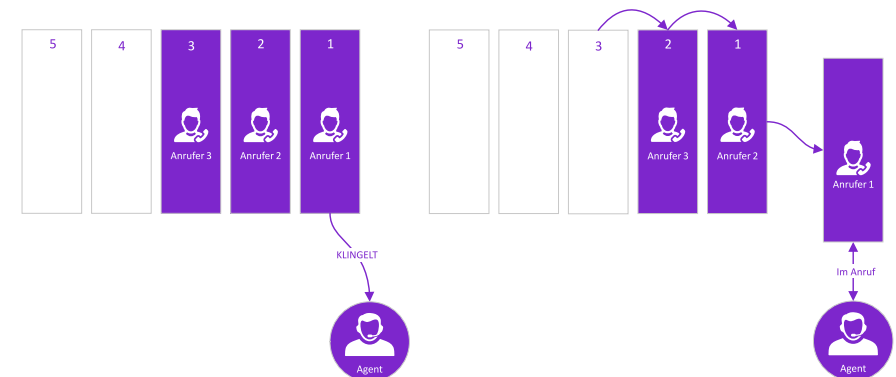 5 4 3 2 1
Anrufer 3 Anrufer 2 Anrufer 1
KLINGELT
Agent
5 4 3 2 1
Anrufer 3 Anrufer 2
Anrufer 1
Im Anruf
Agent